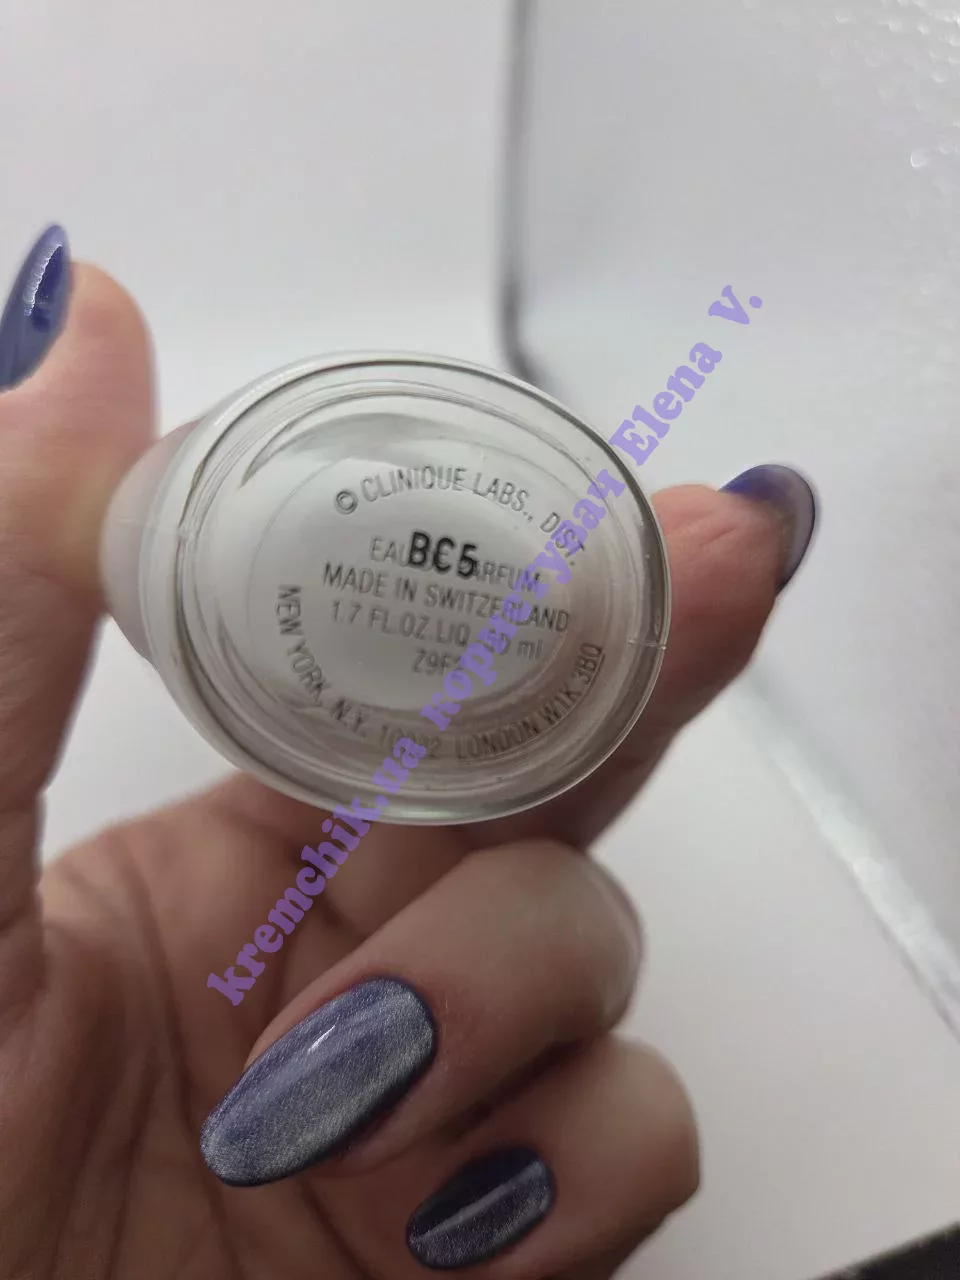 © CLINIQUE LABS., DIST.
BC5
EAU PARFUM
MADE IN SWITZERLAND
1.7 FL.OZ.LIQ 50 ml
NEW YORK, N.Y. 10022 LONDON W1K 3BQ
kremchik.ua користувач Elena V.